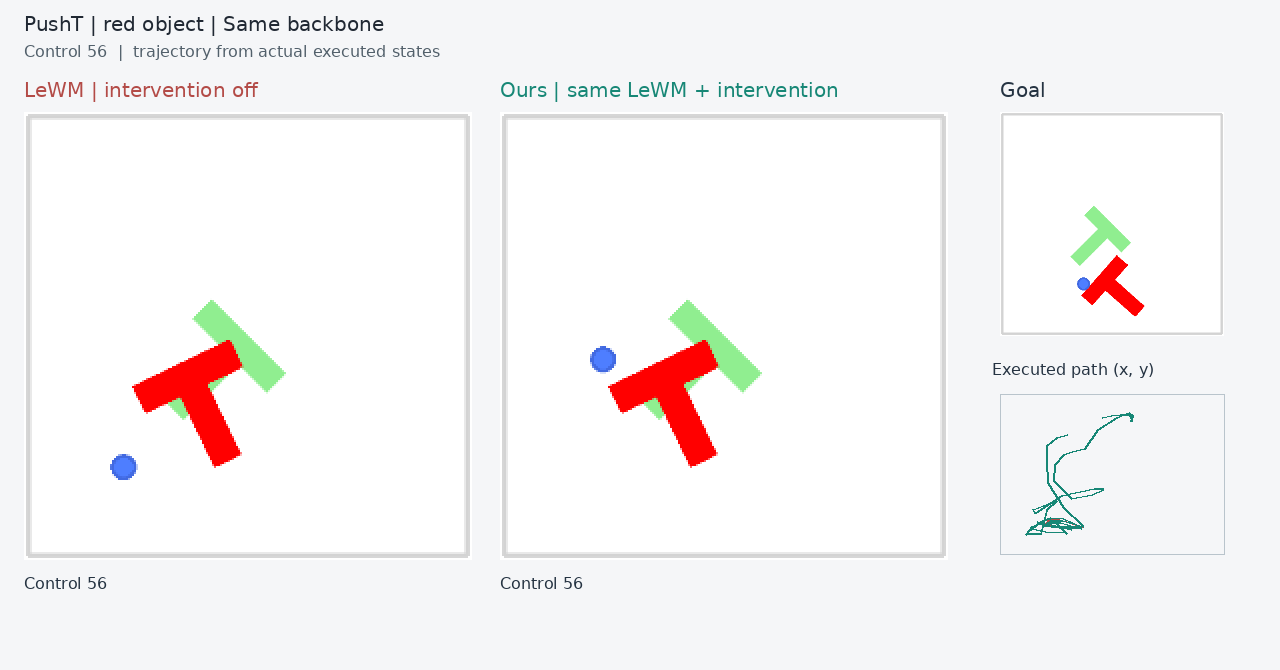 PushT | red object | Same backbone
Control 56 | trajectory from actual executed states
LeWM | intervention off
Ours | same LeWM + intervention
Goal
Executed path (x, y)
Control 56
Control 56